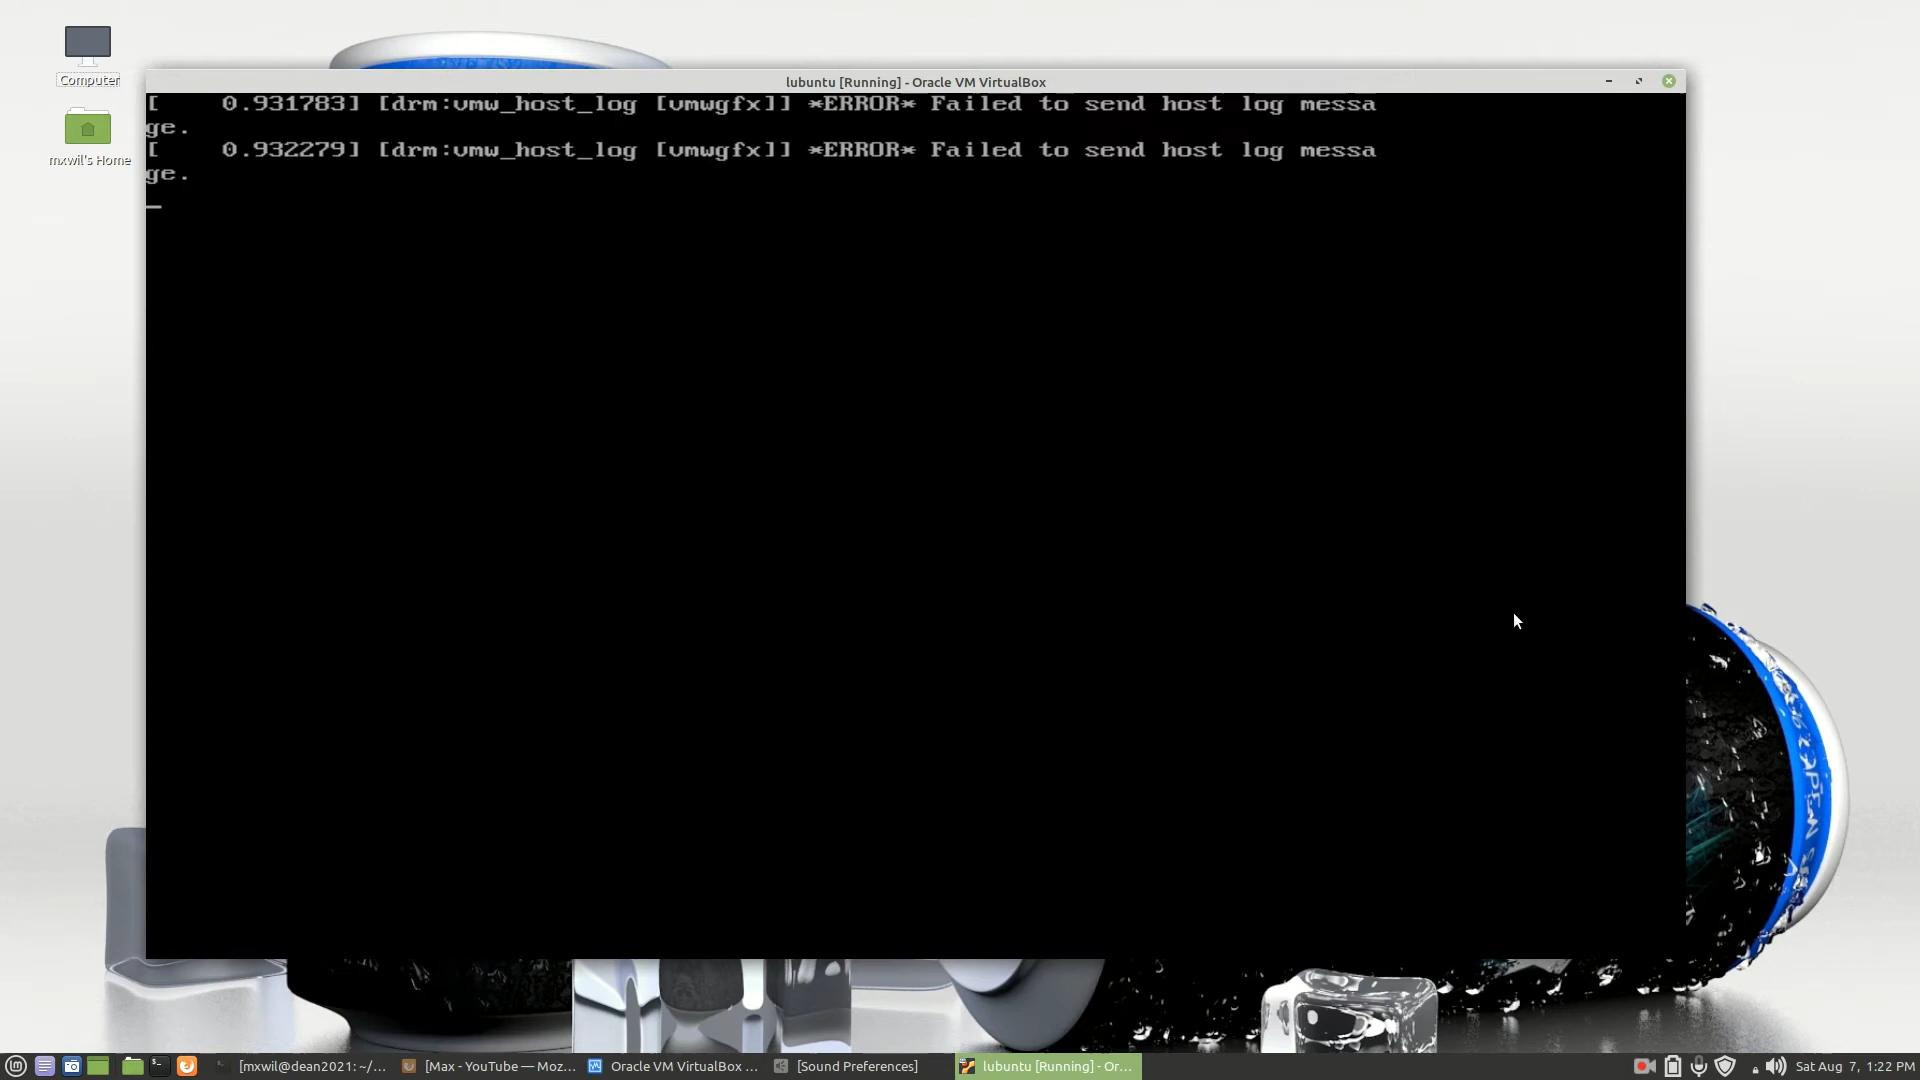 Computer
mxwil's Home
lubuntu [Running] - Oracle VM VirtualBox
[    0.931783] [drm:vmw_host_log [vmwgfx]] *ERROR* Failed to send host log messa
ge.
[    0.932279] [drm:vmw_host_log [vmwgfx]] *ERROR* Failed to send host log messa
ge.
[mxwil@dean2021: ~/...
[Max - YouTube — Moz...
Oracle VM VirtualBox ...
[Sound Preferences]
lubuntu [Running] - Or...
Sat Aug 7, 1:22 PM